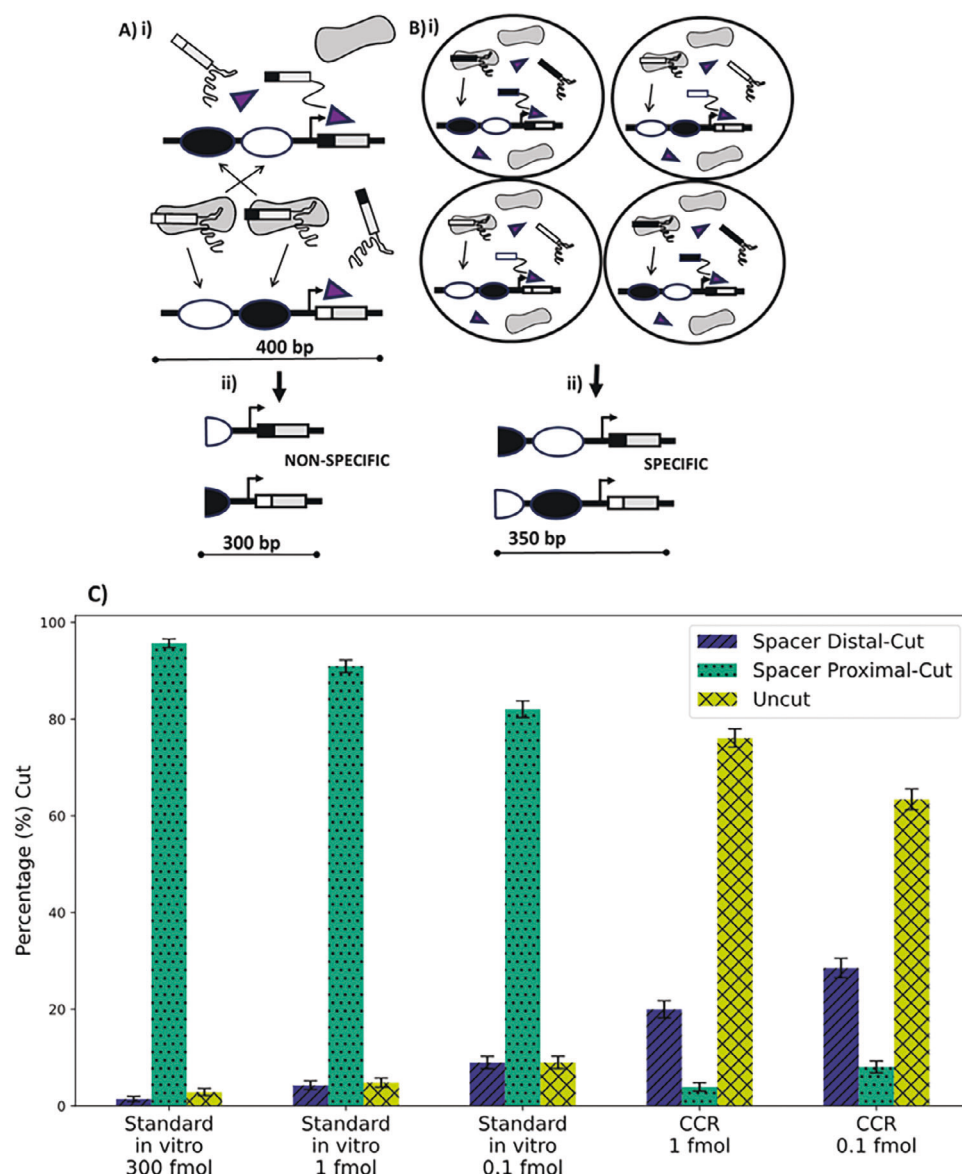 A) i)
B) i)
400 bp
ii)
NON-SPECIFIC
300 bp
ii)
SPECIFIC
350 bp
C)
Percentage (%) Cut
100
80
60
40
20
0
Spacer Distal-Cut
Spacer Proximal-Cut
Uncut
Standard
in vitro
300 fmol
Standard
in vitro
1 fmol
Standard
in vitro
0.1 fmol
CCR
1 fmol
CCR
0.1 fmol